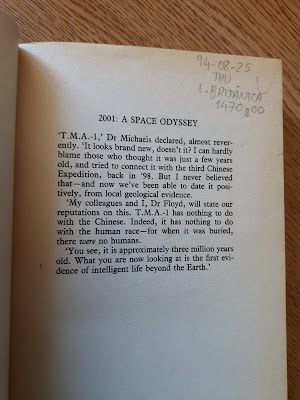 94-08-25
THU
L. BRITÂNICA
1470$00
2001: A SPACE ODYSSEY
'T.M.A.-1,' Dr Michaels declared, almost rever-
ently. 'It looks brand new, doesn't it? I can hardly
blame those who thought it was just a few years
old, and tried to connect it with the third Chinese
Expedition, back in '98. But I never believed
that—and now we've been able to date it posi-
tively, from local geological evidence.
'My colleagues and I, Dr Floyd, will state our
reputations on this. T.M.A.-1 has nothing to do
with the Chinese. Indeed, it has nothing to do
with the human race—for when it was buried,
there were no humans.
'You see, it is approximately three million years
old. What you are now looking at is the first evi-
dence of intelligent life beyond the Earth.'